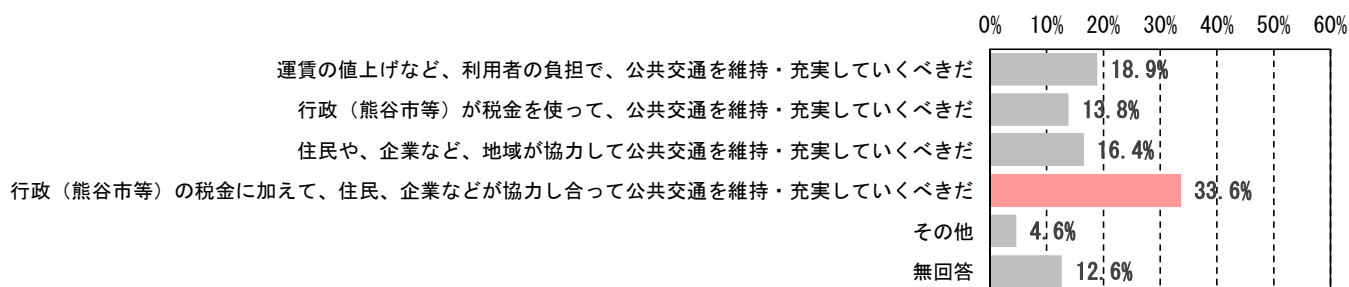 0% 10% 20% 30% 40% 50% 60%
運賃の値上げなど、利用者の負担で、公共交通を維持・充実していくべきだ 18.9%
行政（熊谷市等）が税金を使って、公共交通を維持・充実していくべきだ 13.8%
住民や、企業など、地域が協力して公共交通を維持・充実していくべきだ 16.4%
行政（熊谷市等）の税金に加えて、住民、企業などが協力し合って公共交通を維持・充実していくべきだ 33.6%
その他 4.6%
無回答 12.6%